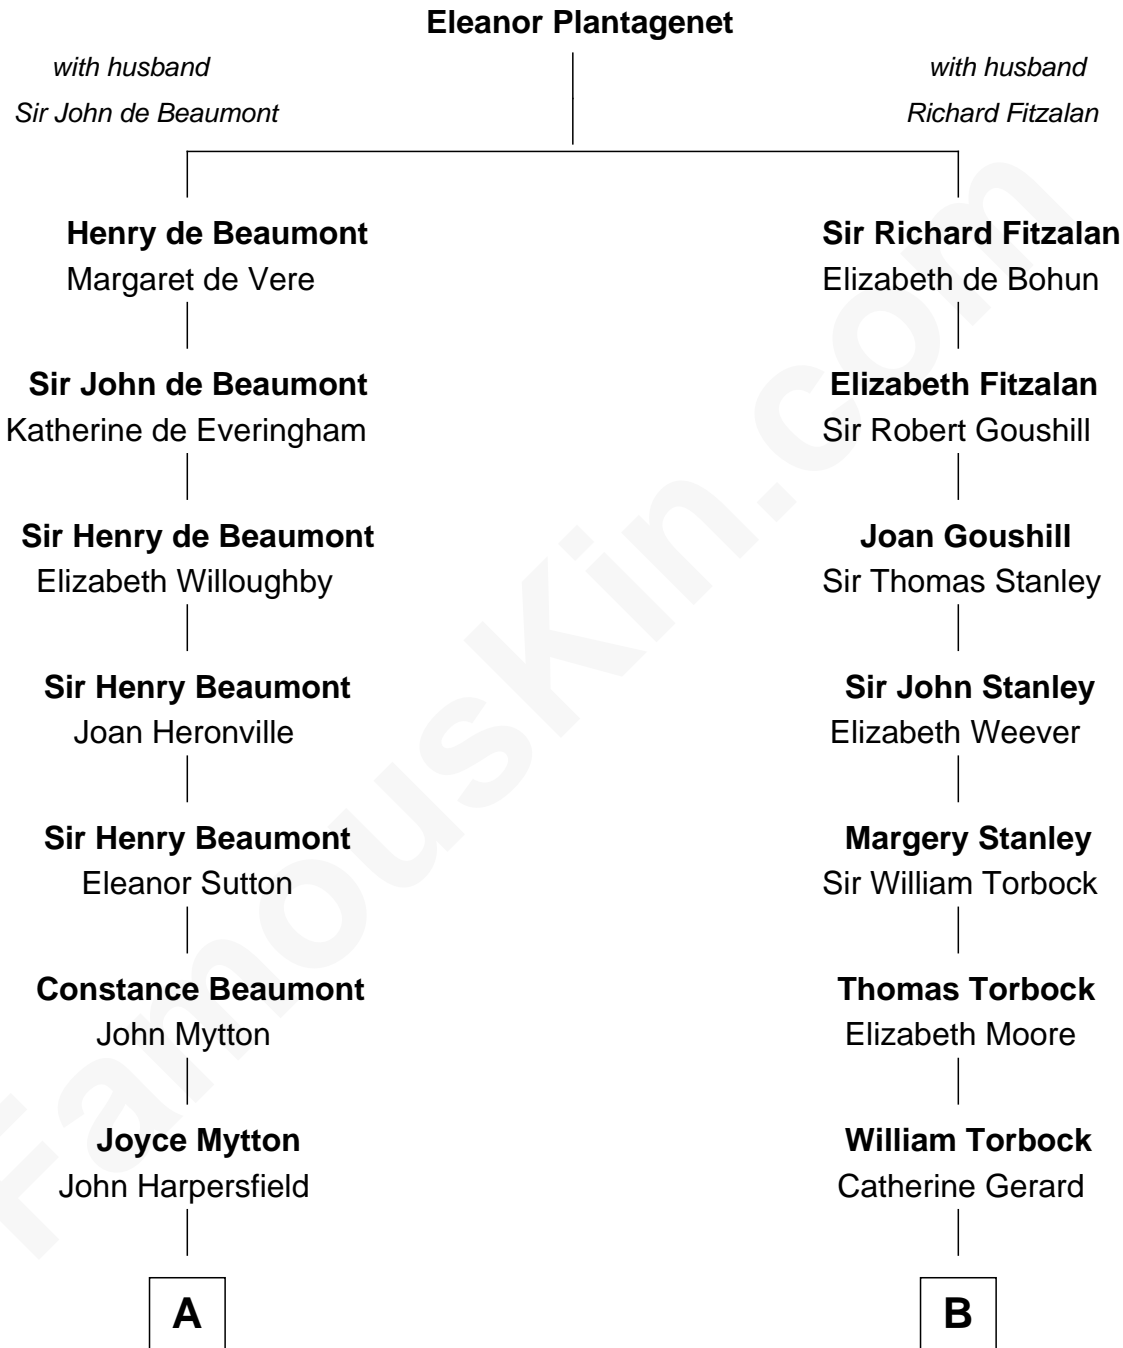 Eleanor Plantagenet
with husband
Sir John de Beaumont
with husband
Richard Fitzalan
Henry de Beaumont
Margaret de Vere
Sir Richard Fitzalan
Elizabeth de Bohun
Sir John de Beaumont
Katherine de Everingham
Elizabeth Fitzalan
Sir Robert Goushill
Sir Henry de Beaumont
Elizabeth Willoughby
Joan Goushill
Sir Thomas Stanley
Sir Henry Beaumont
Joan Heronville
Sir John Stanley
Elizabeth Weever
Sir Henry Beaumont
Eleanor Sutton
Margery Stanley
Sir William Torbock
Constance Beaumont
John Mytton
Thomas Torbock
Elizabeth Moore
Joyce Mytton
John Harpersfield
William Torbock
Catherine Gerard
A
B
FamousKin.com